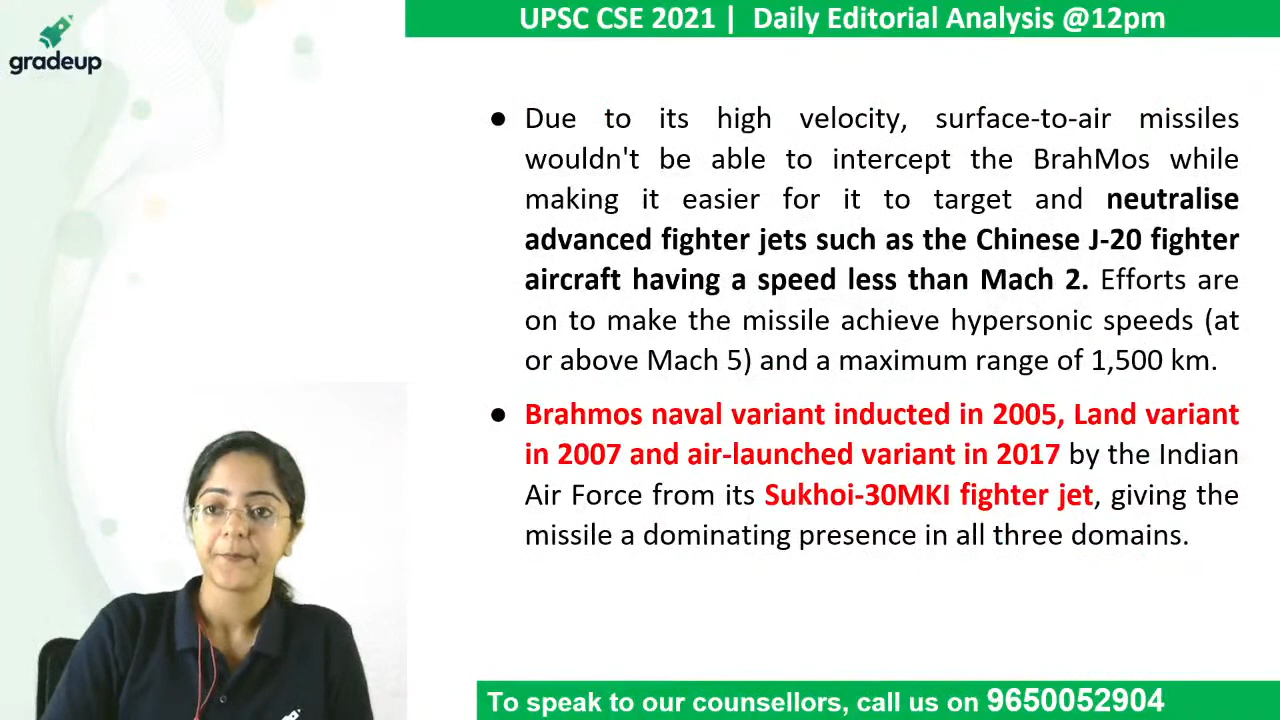 UPSC CSE 2021 | Daily Editorial Analysis @12pm
gradeup
● Due to its high velocity, surface-to-air missiles
wouldn't be able to intercept the BrahMos while
making it easier for it to target and neutralise
advanced fighter jets such as the Chinese J-20 fighter
aircraft having a speed less than Mach 2. Efforts are
on to make the missile achieve hypersonic speeds (at
or above Mach 5) and a maximum range of 1,500 km.
● Brahmos naval variant inducted in 2005, Land variant
in 2007 and air-launched variant in 2017 by the Indian
Air Force from its Sukhoi-30MKI fighter jet, giving the
missile a dominating presence in all three domains.
To speak to our counsellors, call us on 9650052904